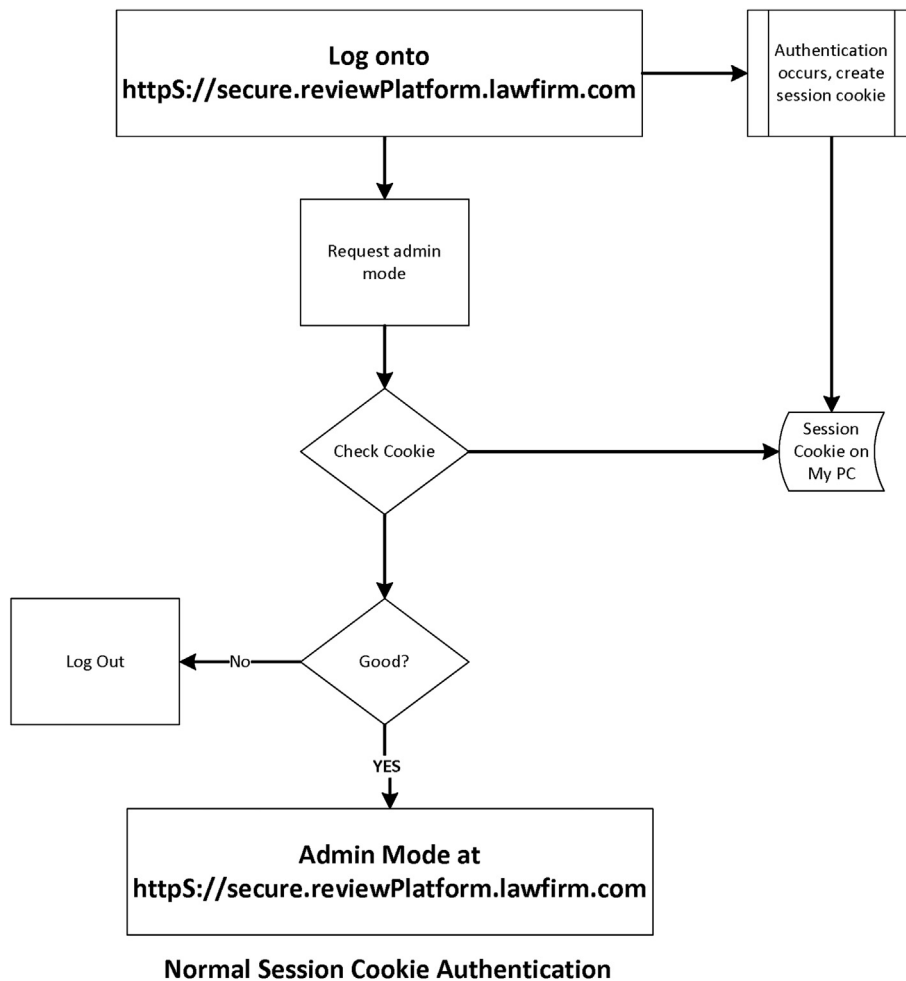 Log onto
httpS://secure.reviewPlatform.lawfirm.com
Authentication
occurs, create
session cookie
Request admin
mode
Check Cookie
Session
Cookie on
My PC
Log Out
No
Good?
YES
Admin Mode at
httpS://secure.reviewPlatform.lawfirm.com
Normal Session Cookie Authentication